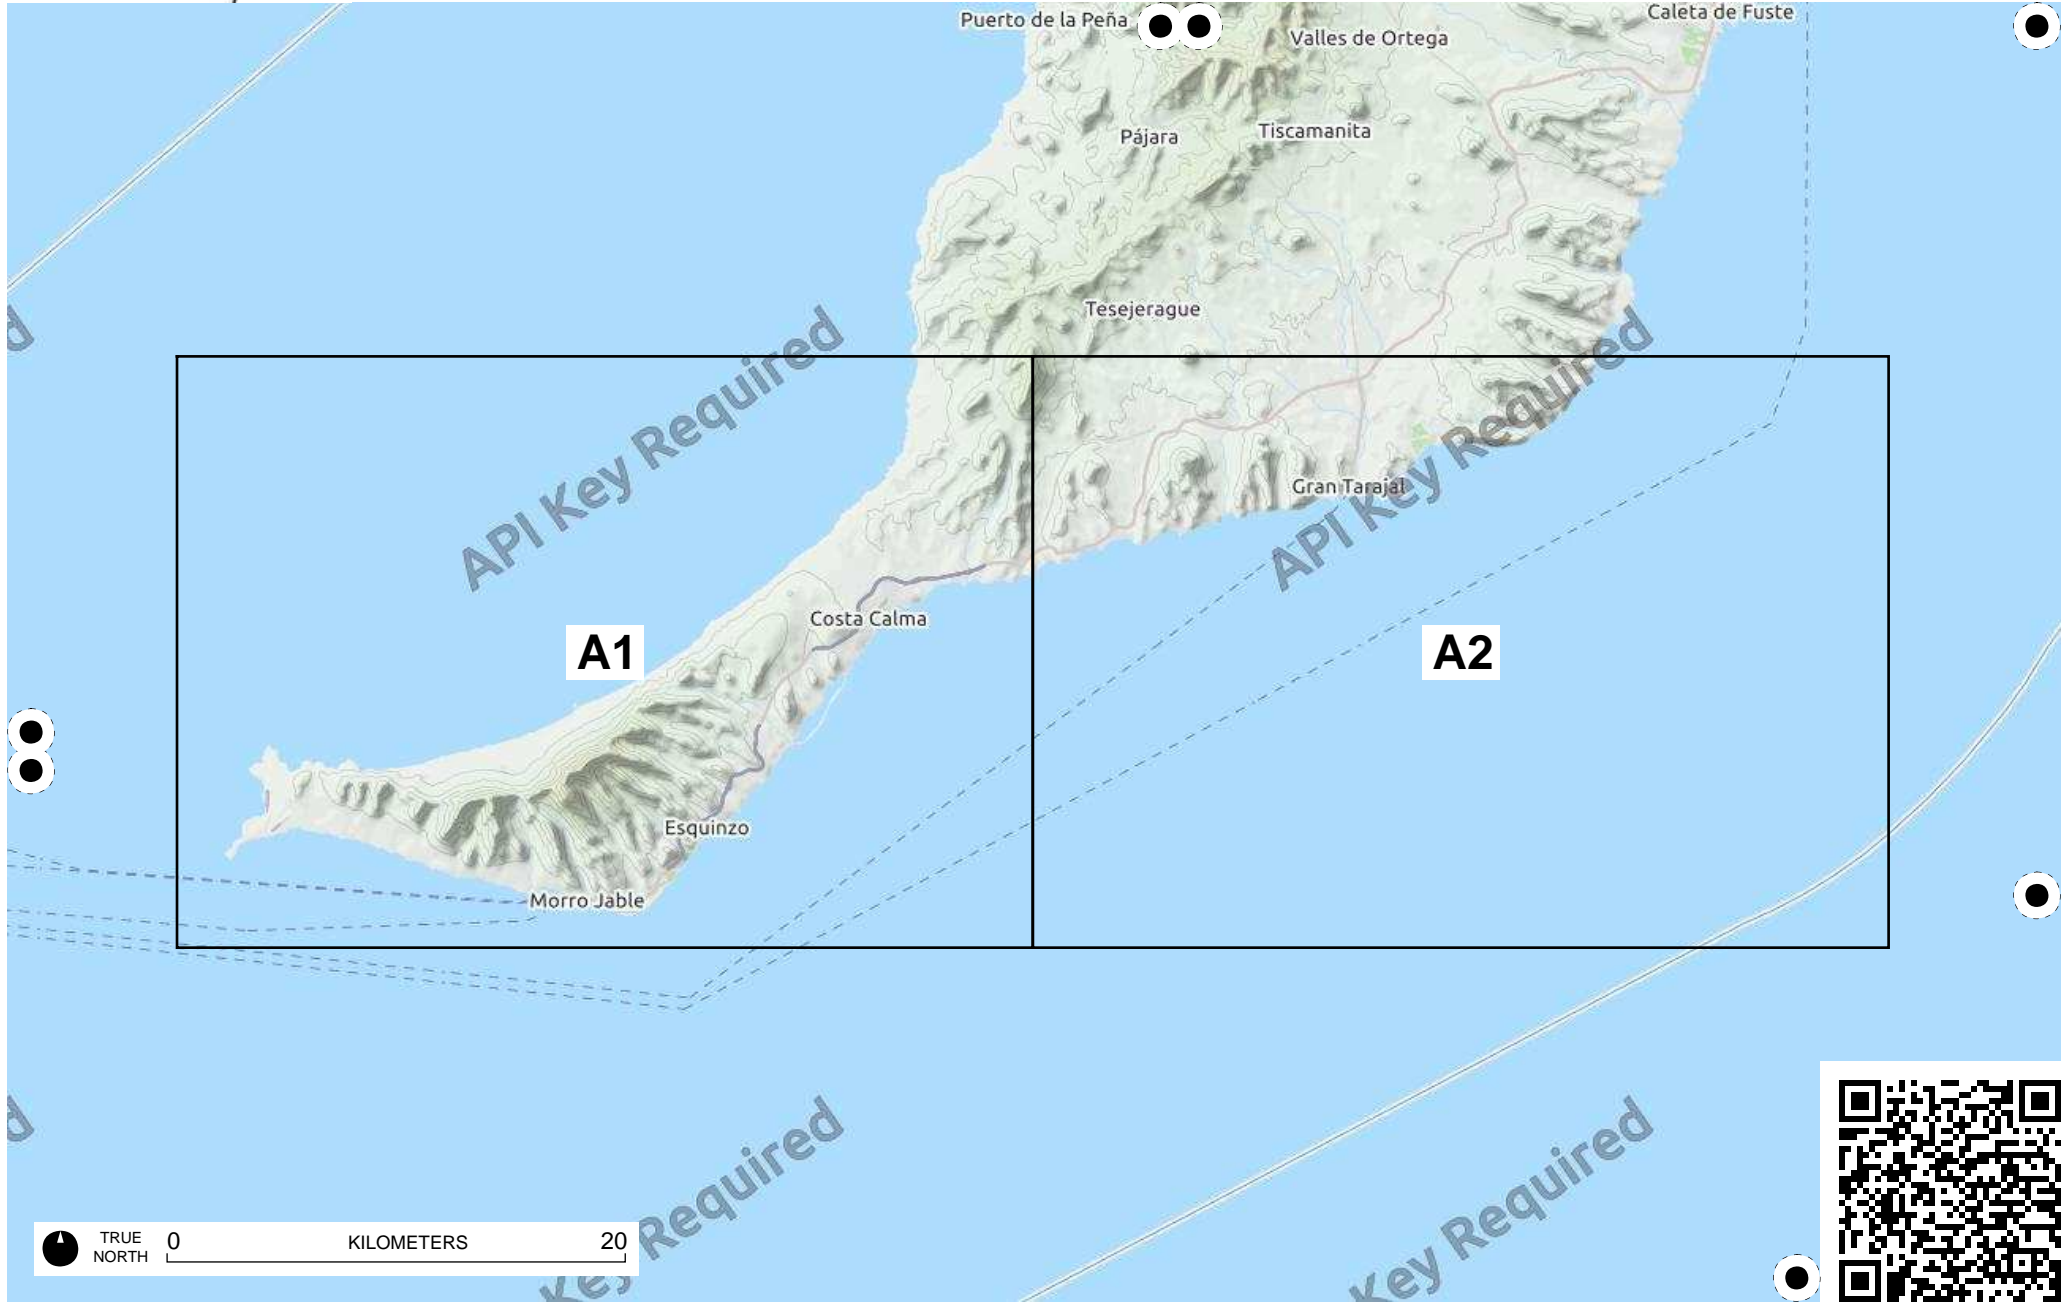 Puerto de la Peña
Caleta de Fuste
Valles de Ortega
Pájara
Tiscamanita
Tesejerague
API Key Required
API Key Required
Gran Tarajal
Costa Calma
A1
A2
Esquinzo
Morro Jable
Required
Key Required
TRUE
NORTH
0 KILOMETERS 20